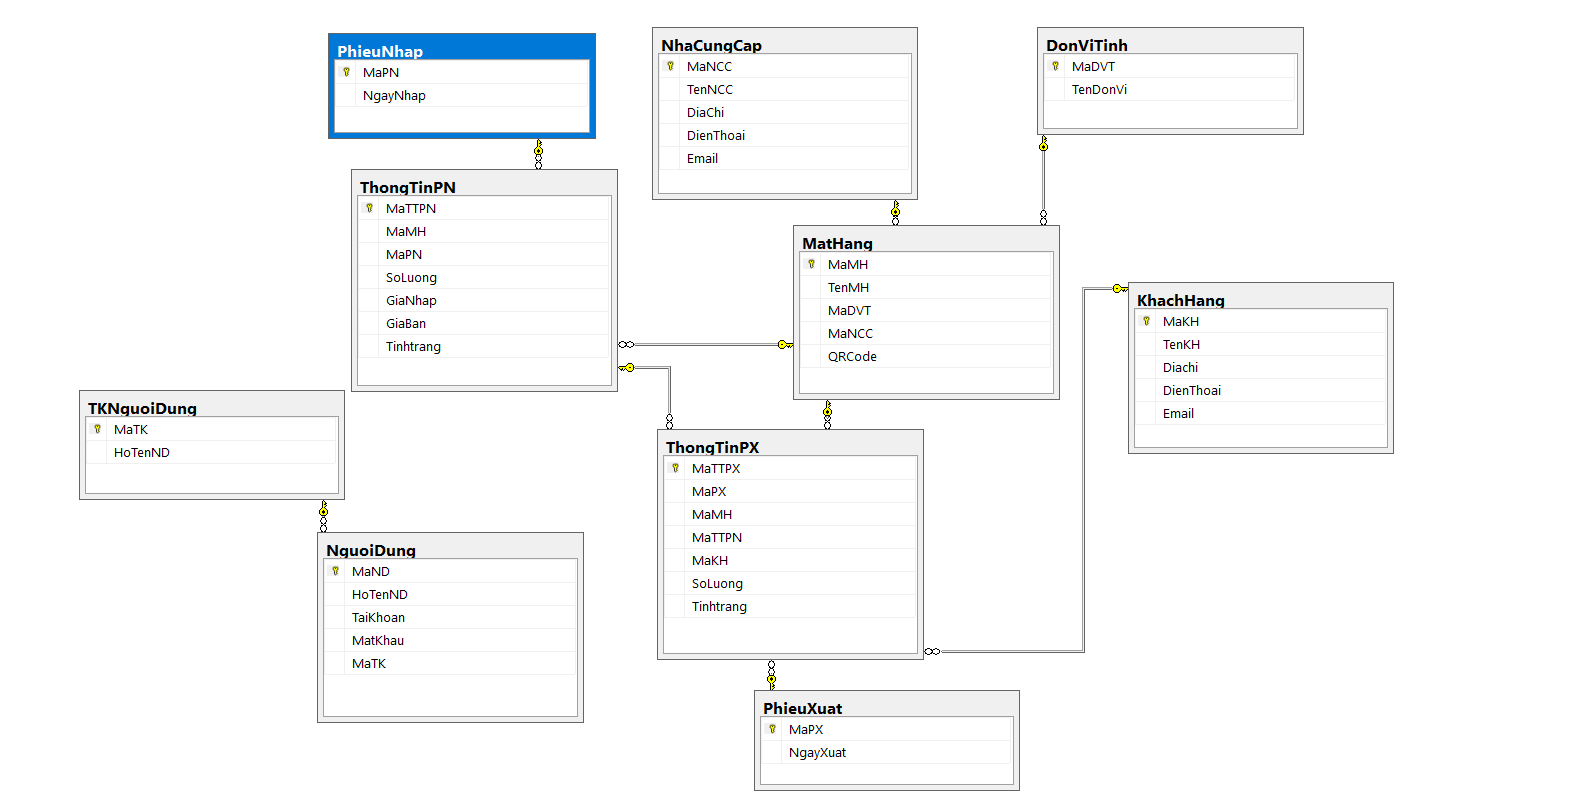 PhieuNhap
MaPN
NgayNhap
NhaCungCap
MaNCC
TenNCC
DiaChi
DienThoai
Email
DonViTinh
MaDVT
TenDonVi
ThongTinPN
MaTTPN
MaMH
MaPN
SoLuong
GiaNhap
GiaBan
Tinhtrang
MatHang
MaMH
TenMH
MaDVT
MaNCC
QRCode
KhachHang
MaKH
TenKH
Diachi
DienThoai
Email
TKNguoiDung
MaTK
HoTenND
ThongTinPX
MaTTPX
MaPX
MaMH
MaTTPN
MaKH
SoLuong
Tinhtrang
NguoiDung
MaND
HoTenND
TaiKhoan
MatKhau
MaTK
PhieuXuat
MaPX
NgayXuat